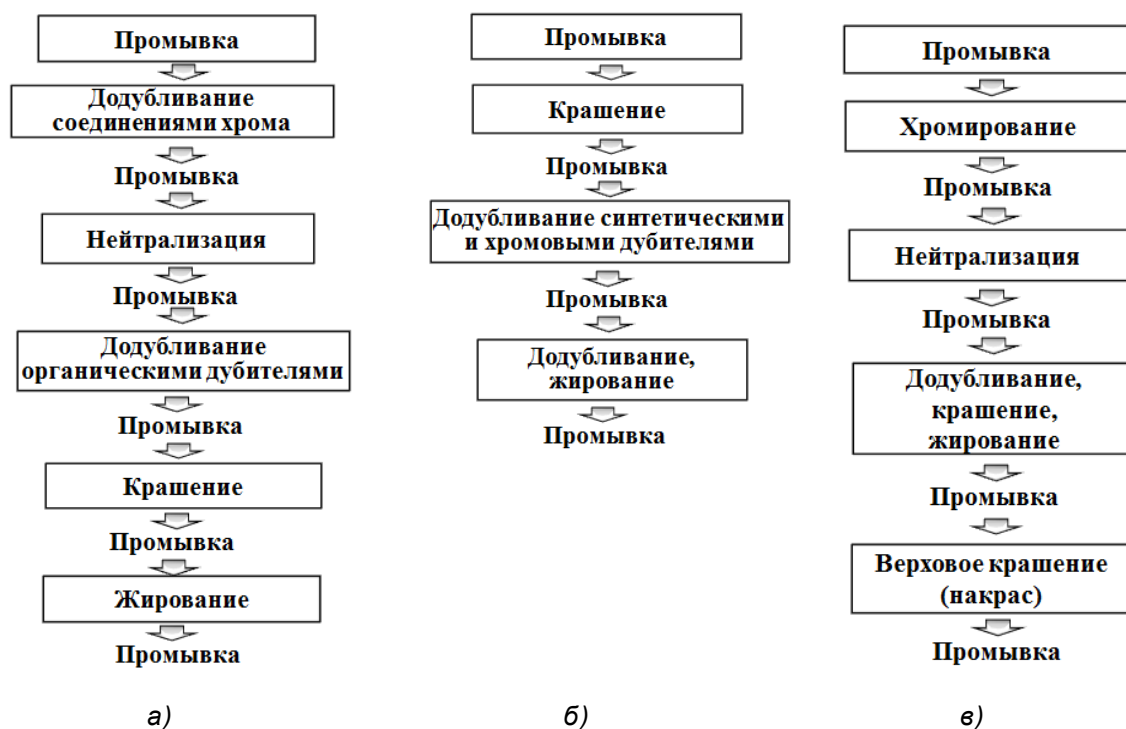 Промывка
Додубливание
соединениями хрома
Промывка
Нейтрализация
Промывка
Додубливание
органическими дубителями
Промывка
Крашение
Промывка
Жирование
Промывка
а)
Промывка
Крашение
Промывка
Додубливание синтетическими
и хромовыми дубителями
Промывка
Додубливание,
жирование
Промывка
б)
Промывка
Хромирование
Промывка
Нейтрализация
Промывка
Додубливание,
крашение,
жирование
Промывка
Верховое крашение
(накрас)
Промывка
в)